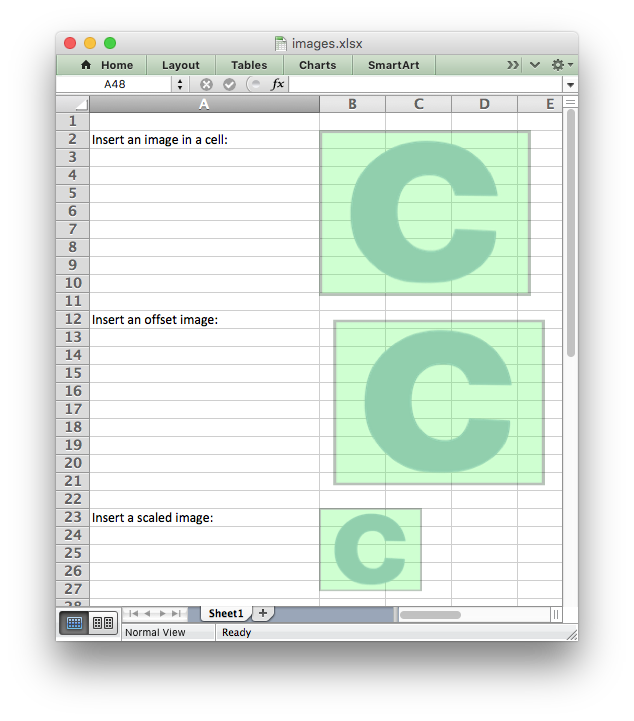 images.xlsx
Home Layout Tables Charts SmartArt
A48 fx
A B C D E
1
2 Insert an image in a cell: C
3
4
5
6
7
8
9
10
11
12 Insert an offset image: C
13
14
15
16
17
18
19
20
21
22
23 Insert a scaled image: C
24
25
26
27
28
Sheet1
Normal View Ready